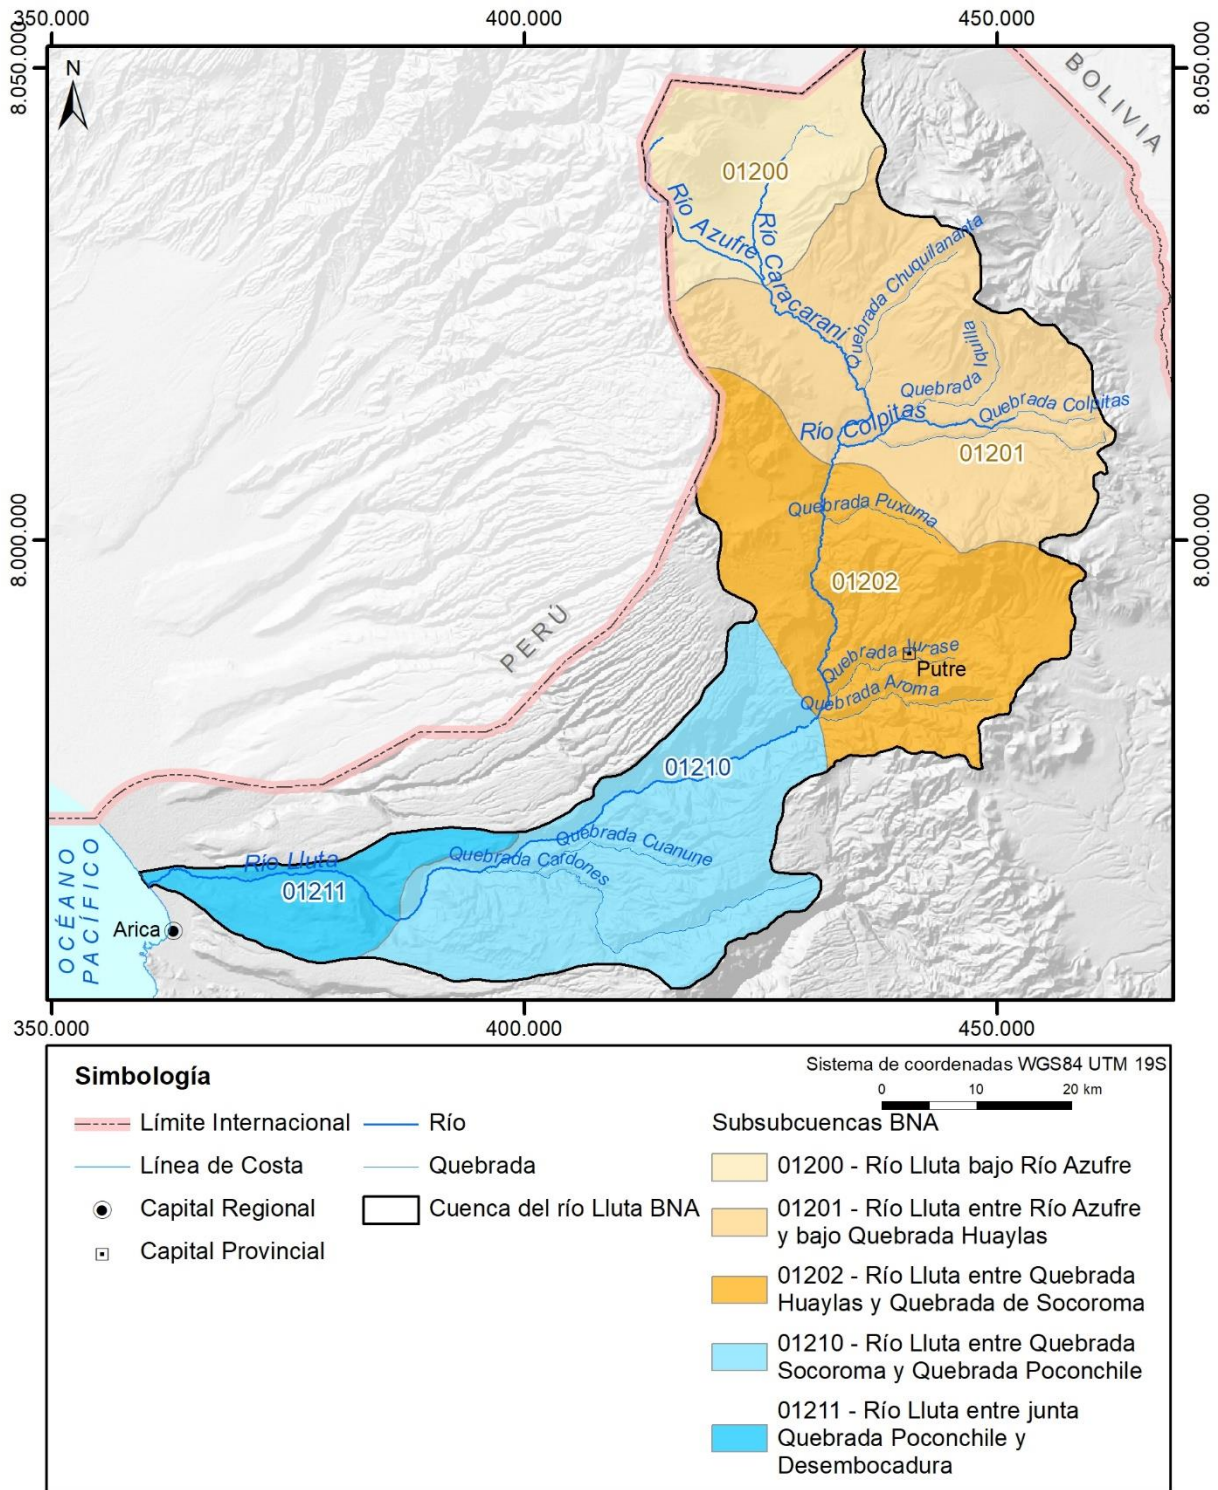 350.000
400.000
450.000
8.050.000
8.050.000
N
BOLIVIA
01200
Río Azufre
Río Caracarani
Quebrada Chuquilananta
Quebrada Iquilla
Quebrada Colpitas
Río Colpitas
01201
Quebrada Puxuma
8.000.000
8.000.000
01202
PERÚ
Quebrada Jurase
Putre
Quebrada Aroma
01210
Quebrada Cuanune
Río Lluta
Quebrada Cardones
01211
OCÉANO
PACÍFICO
Arica
350.000
400.000
450.000
Sistema de coordenadas WGS84 UTM 19S
0 10 20 km
Simbología
Límite Internacional
Línea de Costa
Capital Regional
Capital Provincial
Río
Quebrada
Cuenca del río Lluta BNA
Subsubcuencas BNA
01200 - Río Lluta bajo Río Azufre
01201 - Río Lluta entre Río Azufre
y bajo Quebrada Huaylas
01202 - Río Lluta entre Quebrada
Huaylas y Quebrada de Socoroma
01210 - Río Lluta entre Quebrada
Socoroma y Quebrada Poconchile
01211 - Río Lluta entre junta
Quebrada Poconchile y
Desembocadura